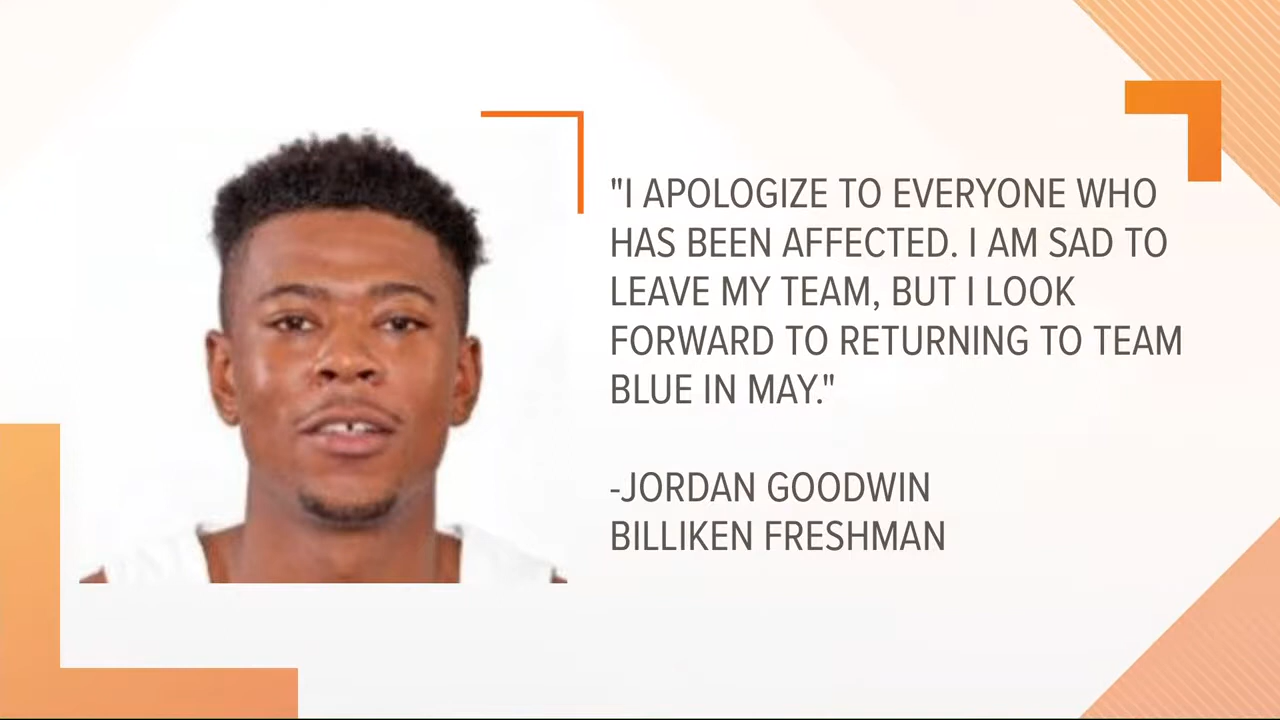 "I APOLOGIZE TO EVERYONE WHO
HAS BEEN AFFECTED. I AM SAD TO
LEAVE MY TEAM, BUT I LOOK
FORWARD TO RETURNING TO TEAM
BLUE IN MAY."
-JORDAN GOODWIN
BILLIKEN FRESHMAN